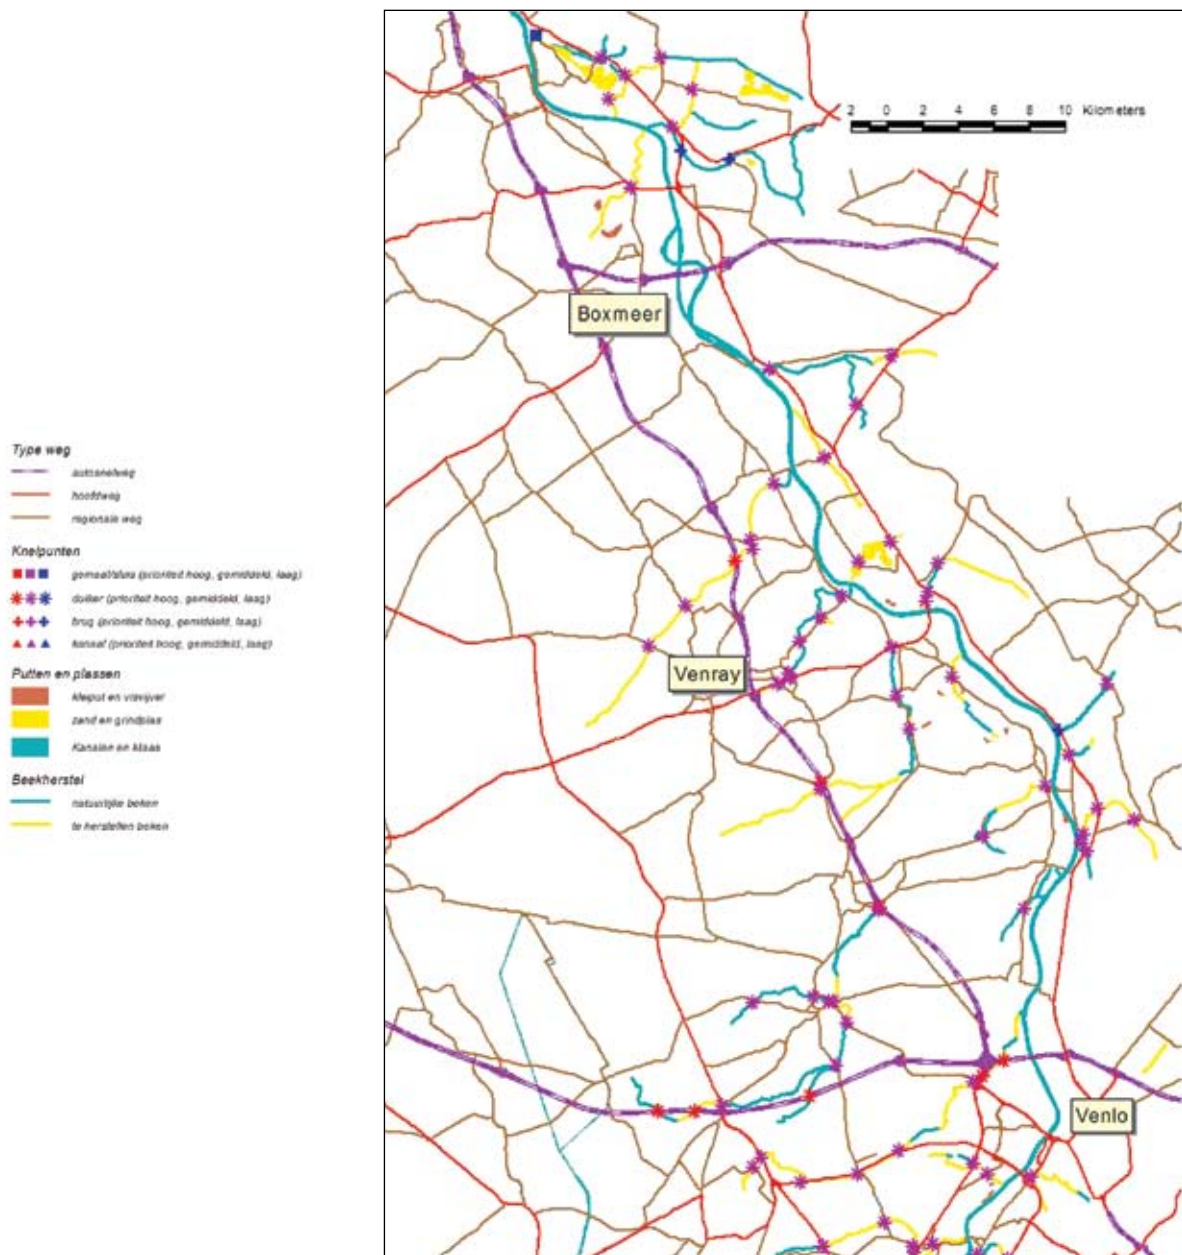 2 0 2 4 6 8 10 Kilometers
Boxmeer
Type weg
autosnelweg
hoofdweg
regionale weg
Knelpunten
gemaal/sluis (prioriteit hoog, gemiddeld, laag)
duiker (prioriteit hoog, gemiddeld, laag)
brug (prioriteit hoog, gemiddeld, laag)
kanaal (prioriteit hoog, gemiddeld, laag)
Venray
Putten en plassen
kleiput en visvijver
zand en grindplas
Kanalen en Maas
Beekherstel
natuurlijke beken
te herstellen beken
Venlo